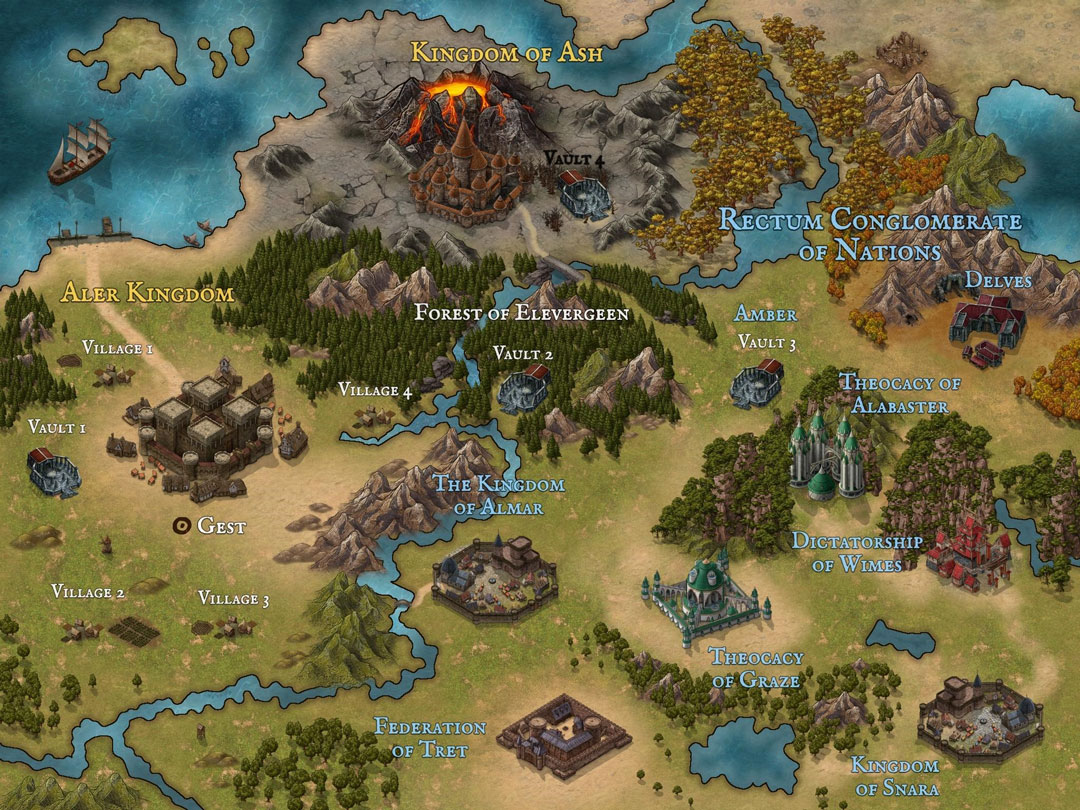 Kingdom of Ash
Vault 4
Rectum Conglomerate
of Nations
Delves
Aler Kingdom
Forest of Elevergeen
Amber
Vault 3
Village 1
Vault 2
Village 4
Theocacy of
Alabaster
Vault 1
The Kingdom
of Almar
Gest
Dictatorship
of Wimes
Village 2
Village 3
Theocacy
of Graze
Federation
of Tret
Kingdom
of Snara